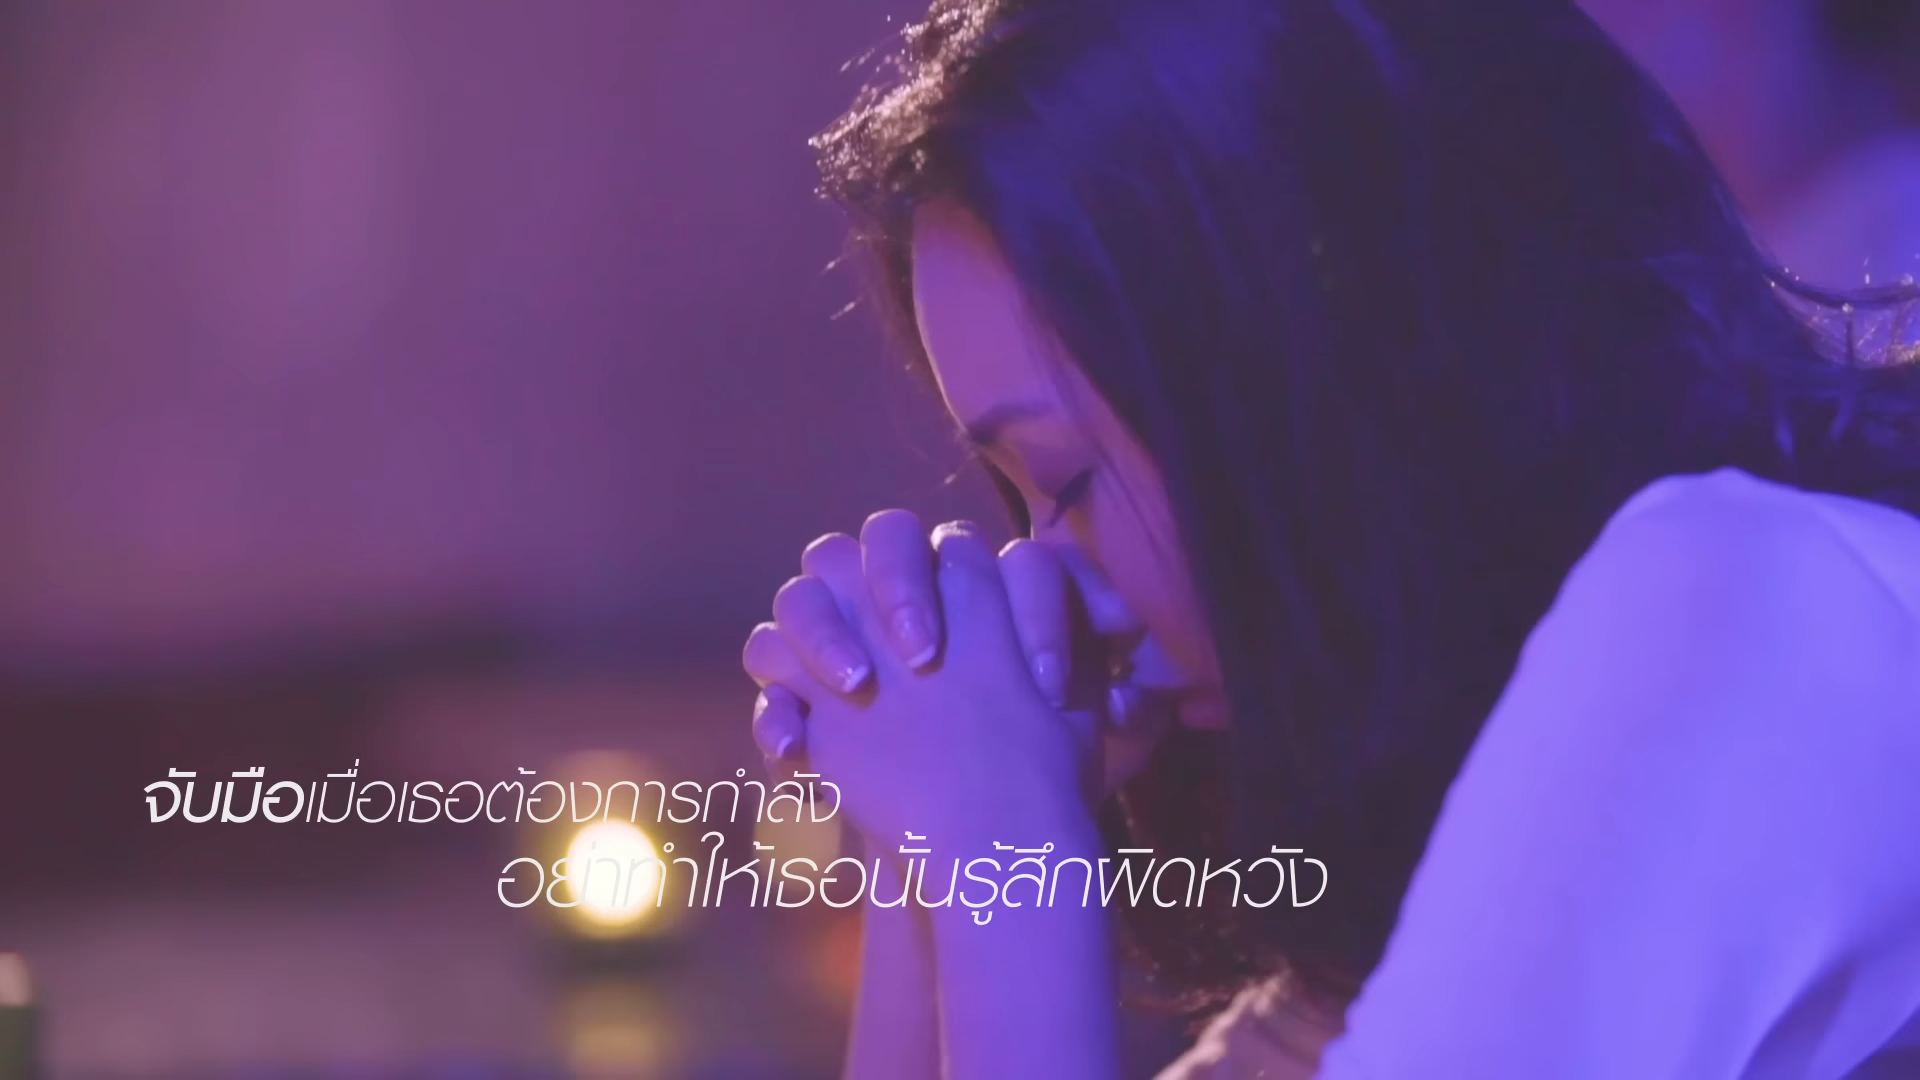 จับมือเมื่อเธอต้องการกำลัง
อย่าทำให้เธอนั้นรู้สึกผิดหวัง